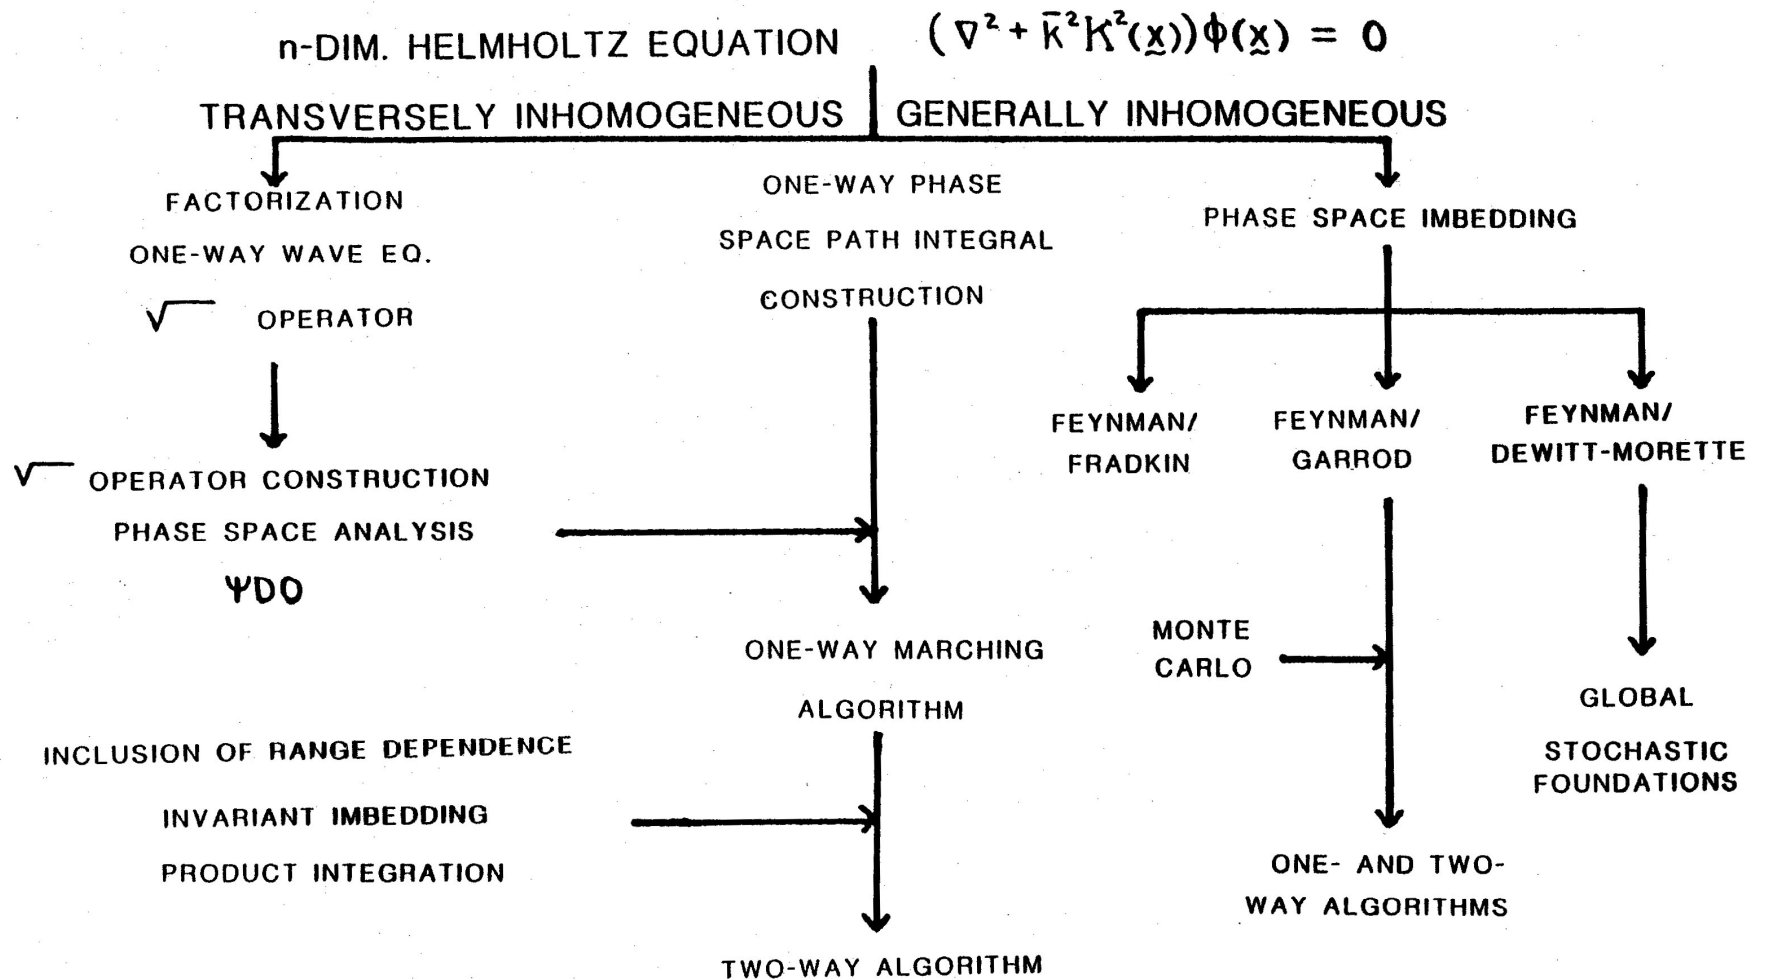 n-DIM. HELMHOLTZ EQUATION (∇² + k̄²K²(x̰))ϕ(x̰) = 0
TRANSVERSELY INHOMOGENEOUS GENERALLY INHOMOGENEOUS
FACTORIZATION
ONE-WAY WAVE EQ.
√‾ OPERATOR
√‾ OPERATOR CONSTRUCTION
PHASE SPACE ANALYSIS
ΨDO
INCLUSION OF RANGE DEPENDENCE
INVARIANT IMBEDDING
PRODUCT INTEGRATION
ONE-WAY PHASE
SPACE PATH INTEGRAL
CONSTRUCTION
ONE-WAY MARCHING
ALGORITHM
TWO-WAY ALGORITHM
PHASE SPACE IMBEDDING
FEYNMAN/
FRADKIN
FEYNMAN/
GARROD
FEYNMAN/
DEWITT-MORETTE
MONTE
CARLO
GLOBAL
STOCHASTIC
FOUNDATIONS
ONE- AND TWO-
WAY ALGORITHMS